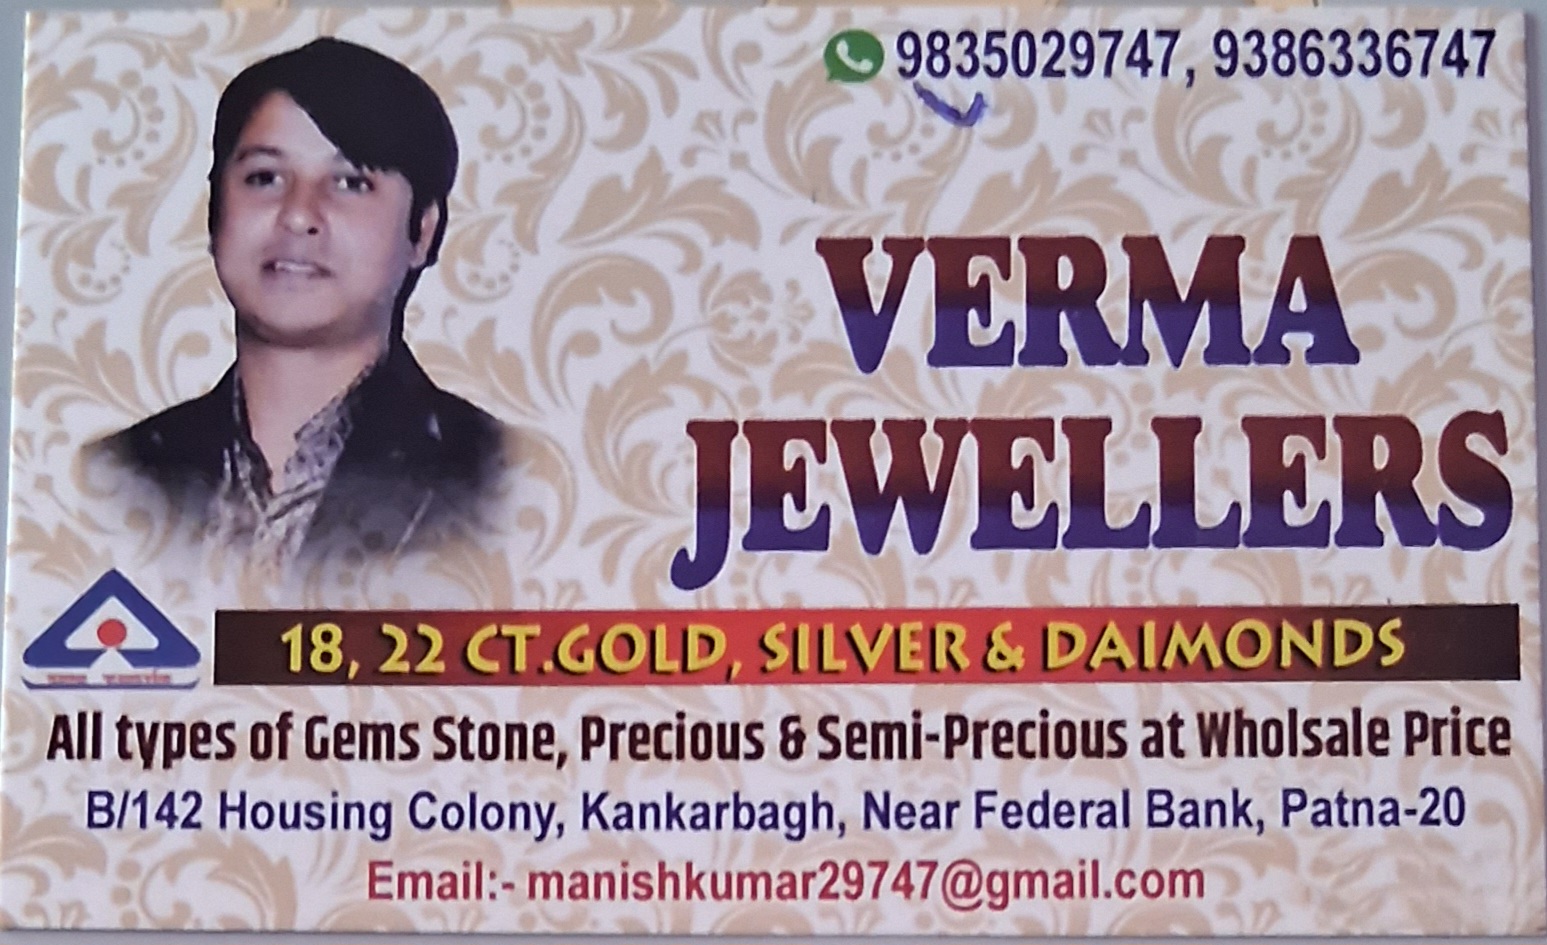 9835029747, 9386336747
VERMA
JEWELLERS
18, 22 CT.GOLD, SILVER & DAIMONDS
All types of Gems Stone, Precious & Semi-Precious at Wholsale Price
B/142 Housing Colony, Kankarbagh, Near Federal Bank, Patna-20
Email:- manishkumar29747@gmail.com